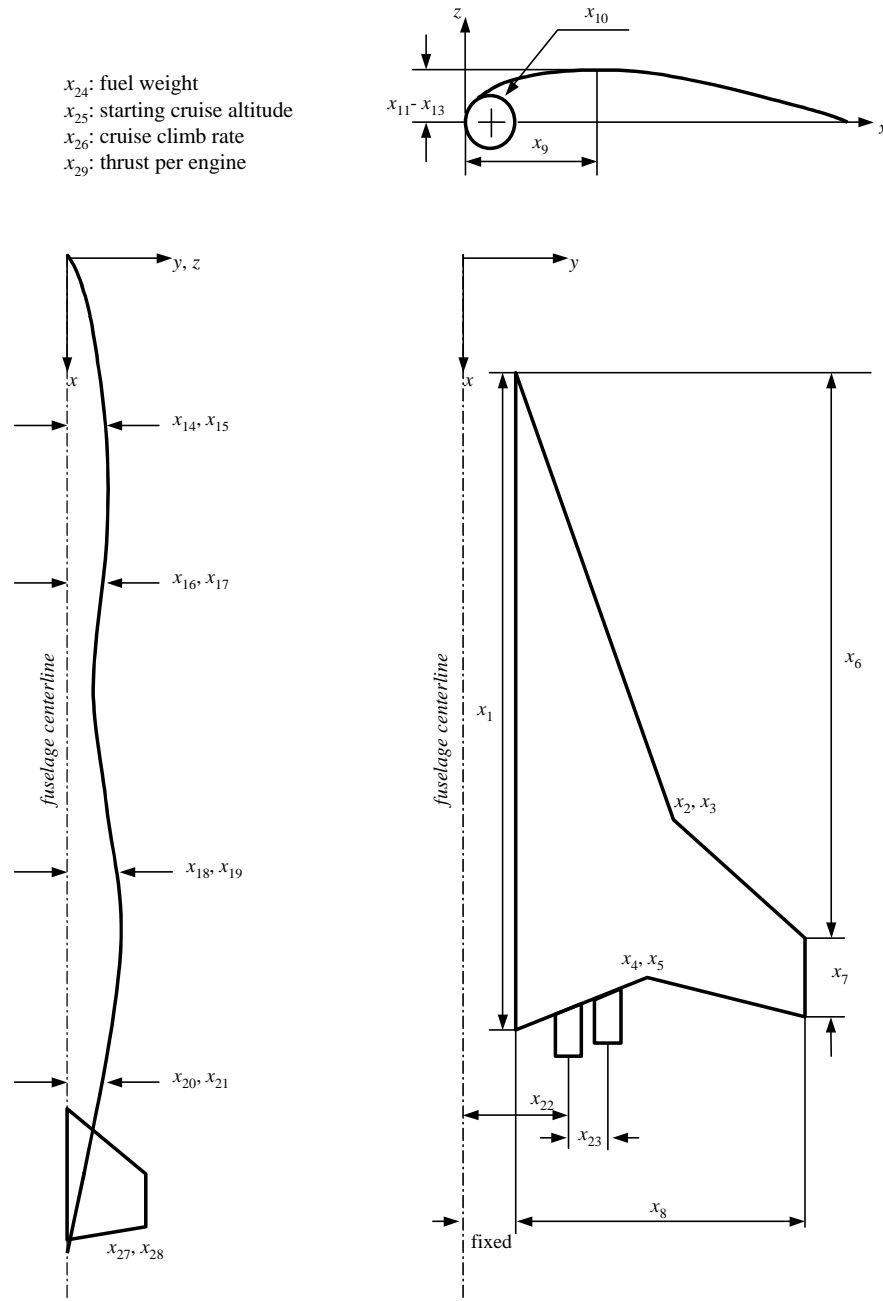 z
x₁₀
x₂₄: fuel weight
x₂₅: starting cruise altitude
x₂₆: cruise climb rate
x₂₉: thrust per engine
x₁₁- x₁₃
x
x₉
y, z
x
x₁₄, x₁₅
x₁₆, x₁₇
fuselage centerline
x₁₈, x₁₉
x₂₀, x₂₁
x₂₇, x₂₈
y
x
x₆
x₁
fuselage centerline
x₂, x₃
x₄, x₅
x₇
x₂₂
x₂₃
x₈
fixed